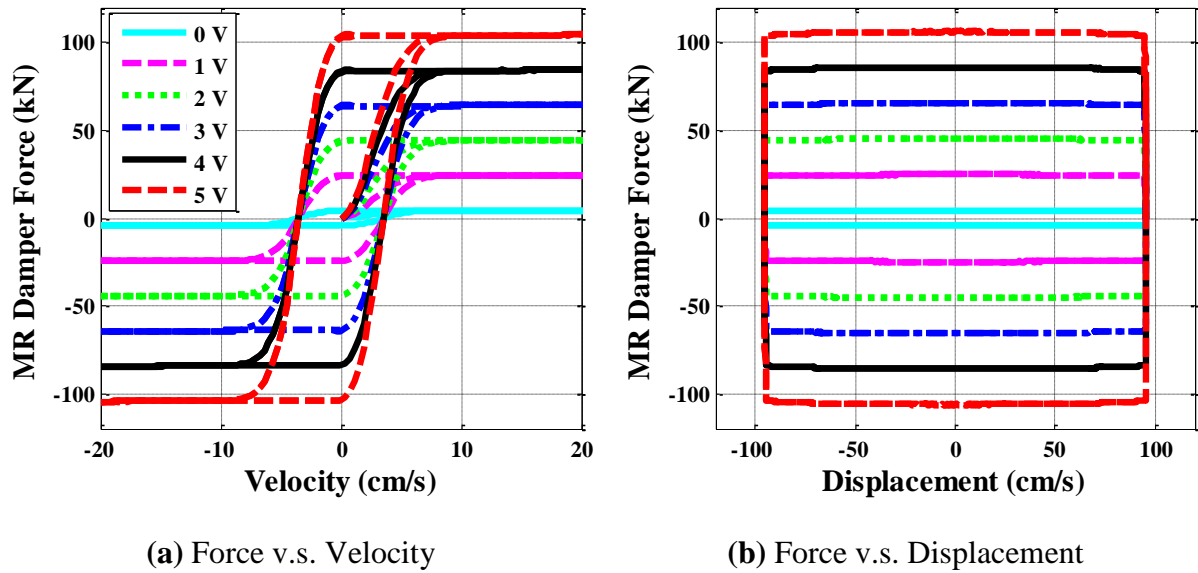 0 V
1 V
2 V
3 V
4 V
5 V
100
50
0
-50
-100
-20
-10
0
10
20
MR Damper Force (kN)
Velocity (cm/s)
(a) Force v.s. Velocity
100
50
0
-50
-100
-100
-50
0
50
100
MR Damper Force (kN)
Displacement (cm/s)
(b) Force v.s. Displacement